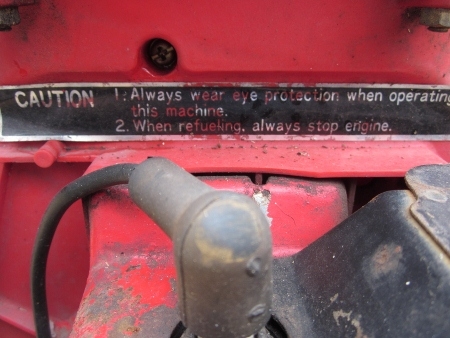 CAUTION 1. Always wear eye protection when operating
this machine.
2. When refueling, always stop engine.